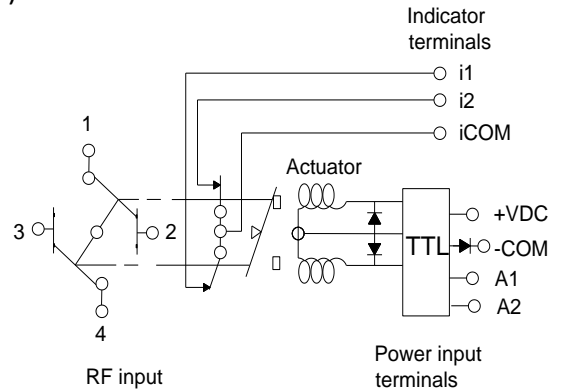 Indicator
terminals
i1
i2
iCOM
1
Actuator
3
2
+VDC
TTL
-COM
A1
A2
4
RF input
Power input
terminals